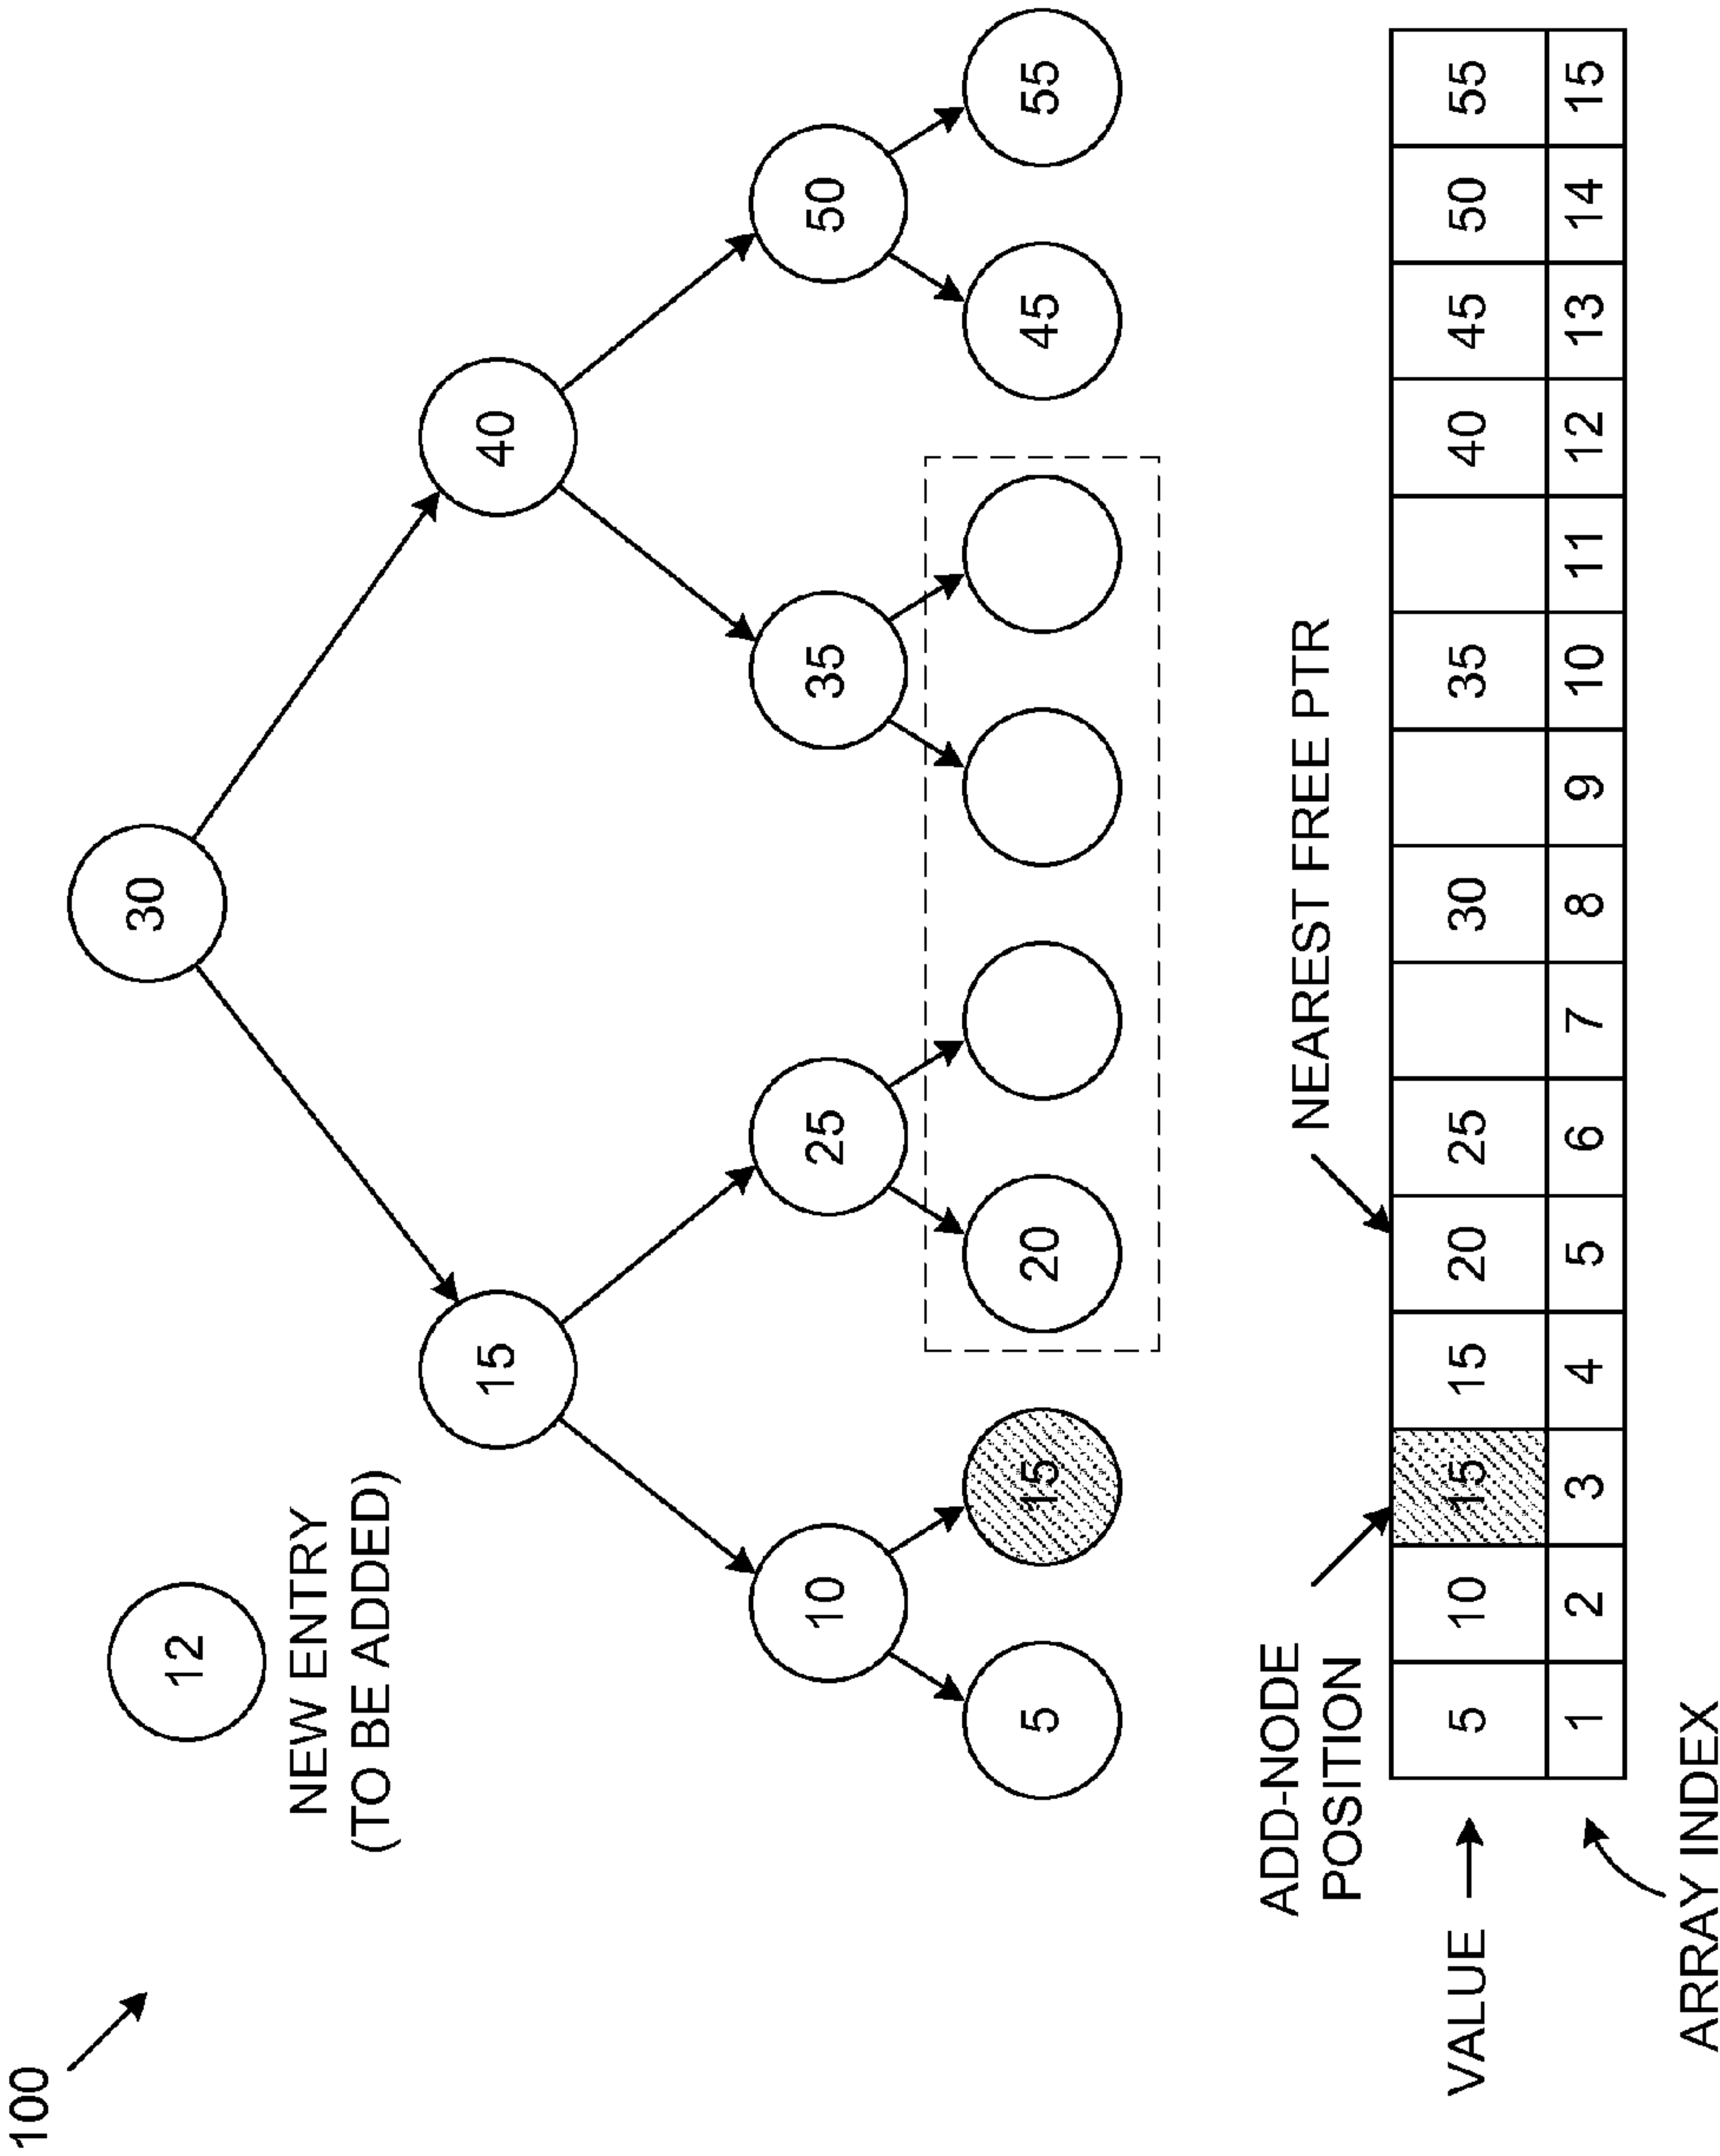 100
12
NEW ENTRY
(TO BE ADDED)
30
15
40
10
25
35
50
5
15
20
45
55
ADD-NODE
POSITION
NEAREST FREE PTR
VALUE
5 10 15 15 20 25 30 35 40 45 50 55
1 2 3 4 5 6 7 8 9 10 11 12 13 14 15
ARRAY INDEX